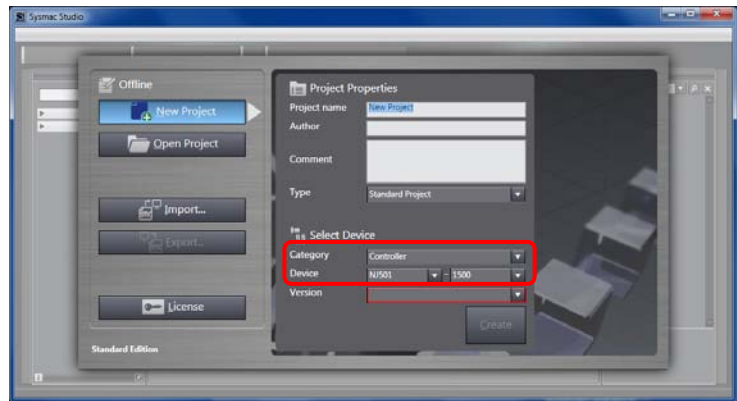 Sysmac Studio
Offline
New Project
Open Project
Import...
Export...
License
Standard Edition
Project Properties
Project name New Project
Author
Comment
Type Standard Project
Select Device
Category Controller
Device NJ501 - 1500
Version
Create